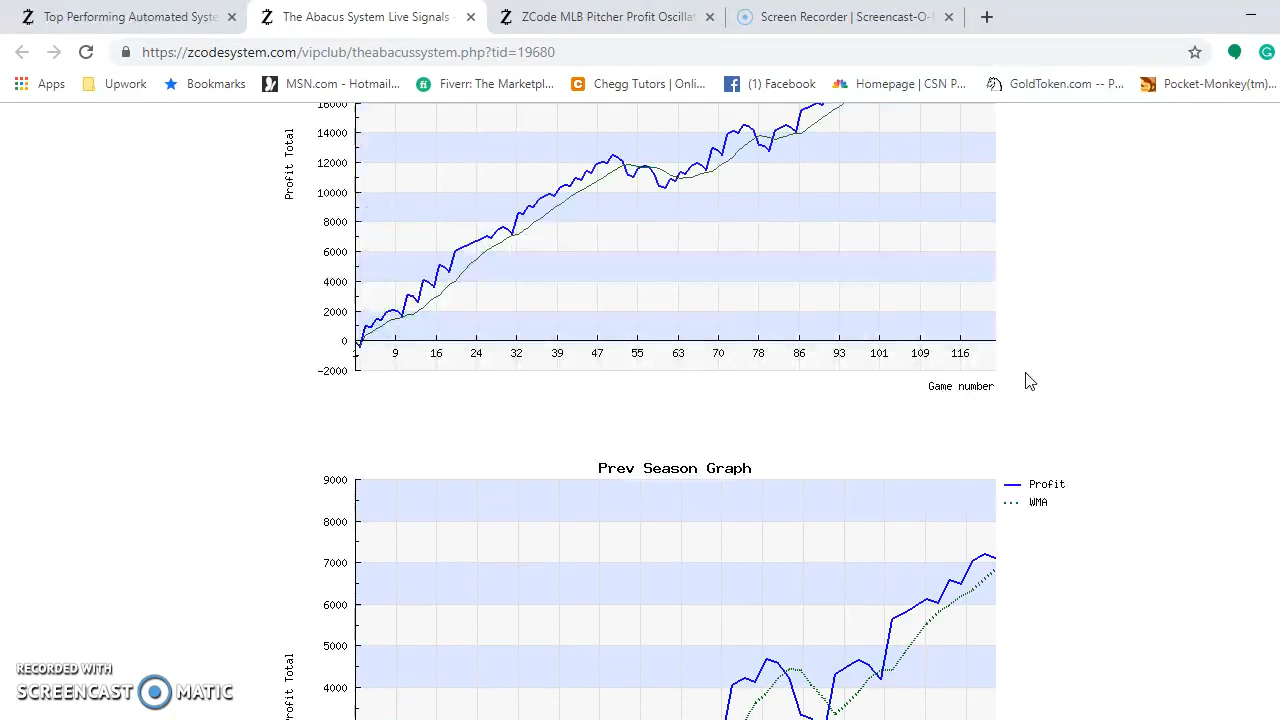 Top Performing Automated Syste
The Abacus System Live Signals -
ZCode MLB Pitcher Profit Oscillat
Screen Recorder | Screencast-O-
https://zcodesystem.com/vipclub/theabacussystem.php?tid=19680
Apps
Upwork
Bookmarks
MSN.com - Hotmail...
Fiverr: The Marketpl...
Chegg Tutors | Onli...
(1) Facebook
Homepage | CSN P...
GoldToken.com -- P...
Pocket-Monkey(tm)...
Profit Total
16000
14000
12000
10000
8000
6000
4000
2000
0
-2000
1 9 16 24 32 39 47 55 63 70 78 86 93 101 109 116
Game number
Prev Season Graph
Profit
WMA
9000
8000
7000
6000
5000
4000
rofit Total
RECORDED WITH
SCREENCAST MATIC